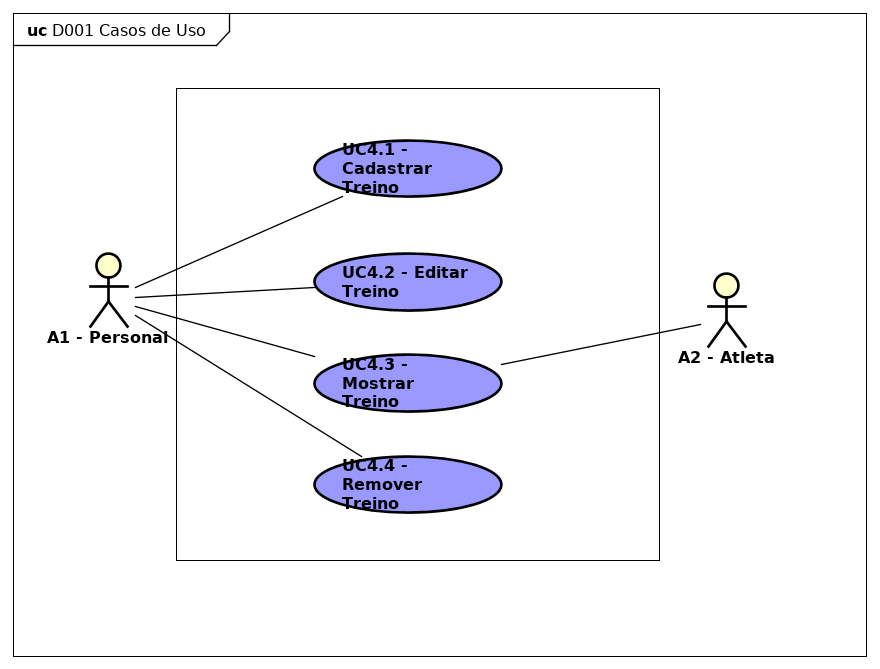 uc D001 Casos de Uso
UC4.1 -
Cadastrar
Treino
UC4.2 - Editar
Treino
A1 - Personal
UC4.3 -
Mostrar
Treino
A2 - Atleta
UC4.4 -
Remover
Treino